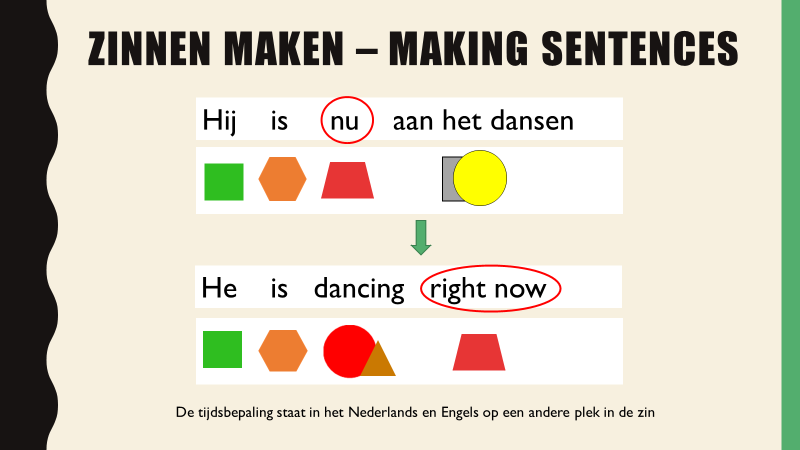 ZINNEN MAKEN – MAKING SENTENCES
Hij is nu aan het dansen
He is dancing right now
De tijdsbepaling staat in het Nederlands en Engels op een andere plek in de zin